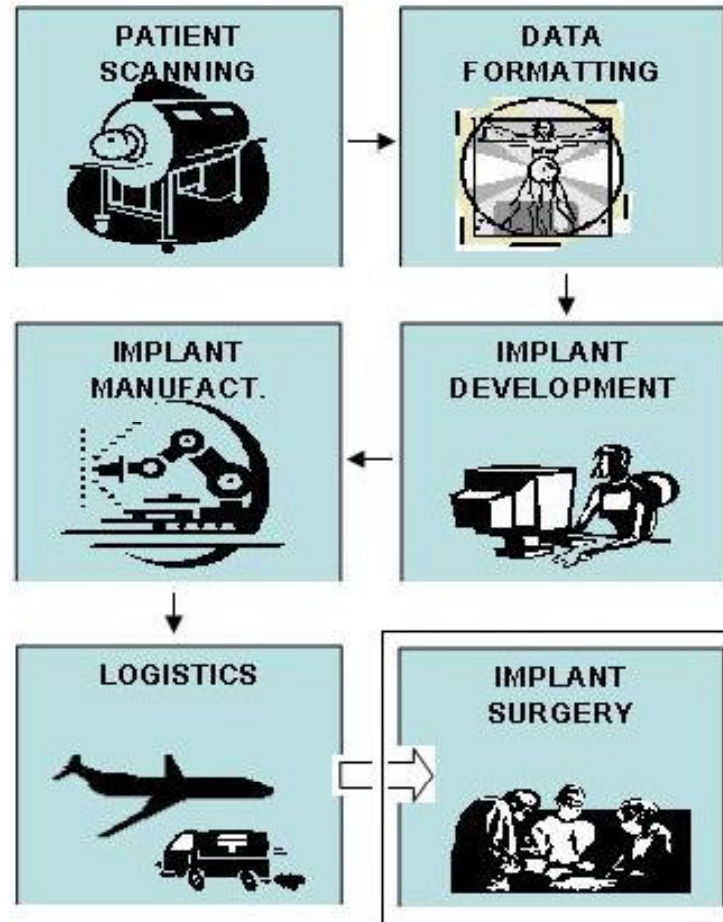 PATIENT
SCANNING
DATA
FORMATTING
IMPLANT
MANUFACT.
IMPLANT
DEVELOPMENT
LOGISTICS
IMPLANT
SURGERY